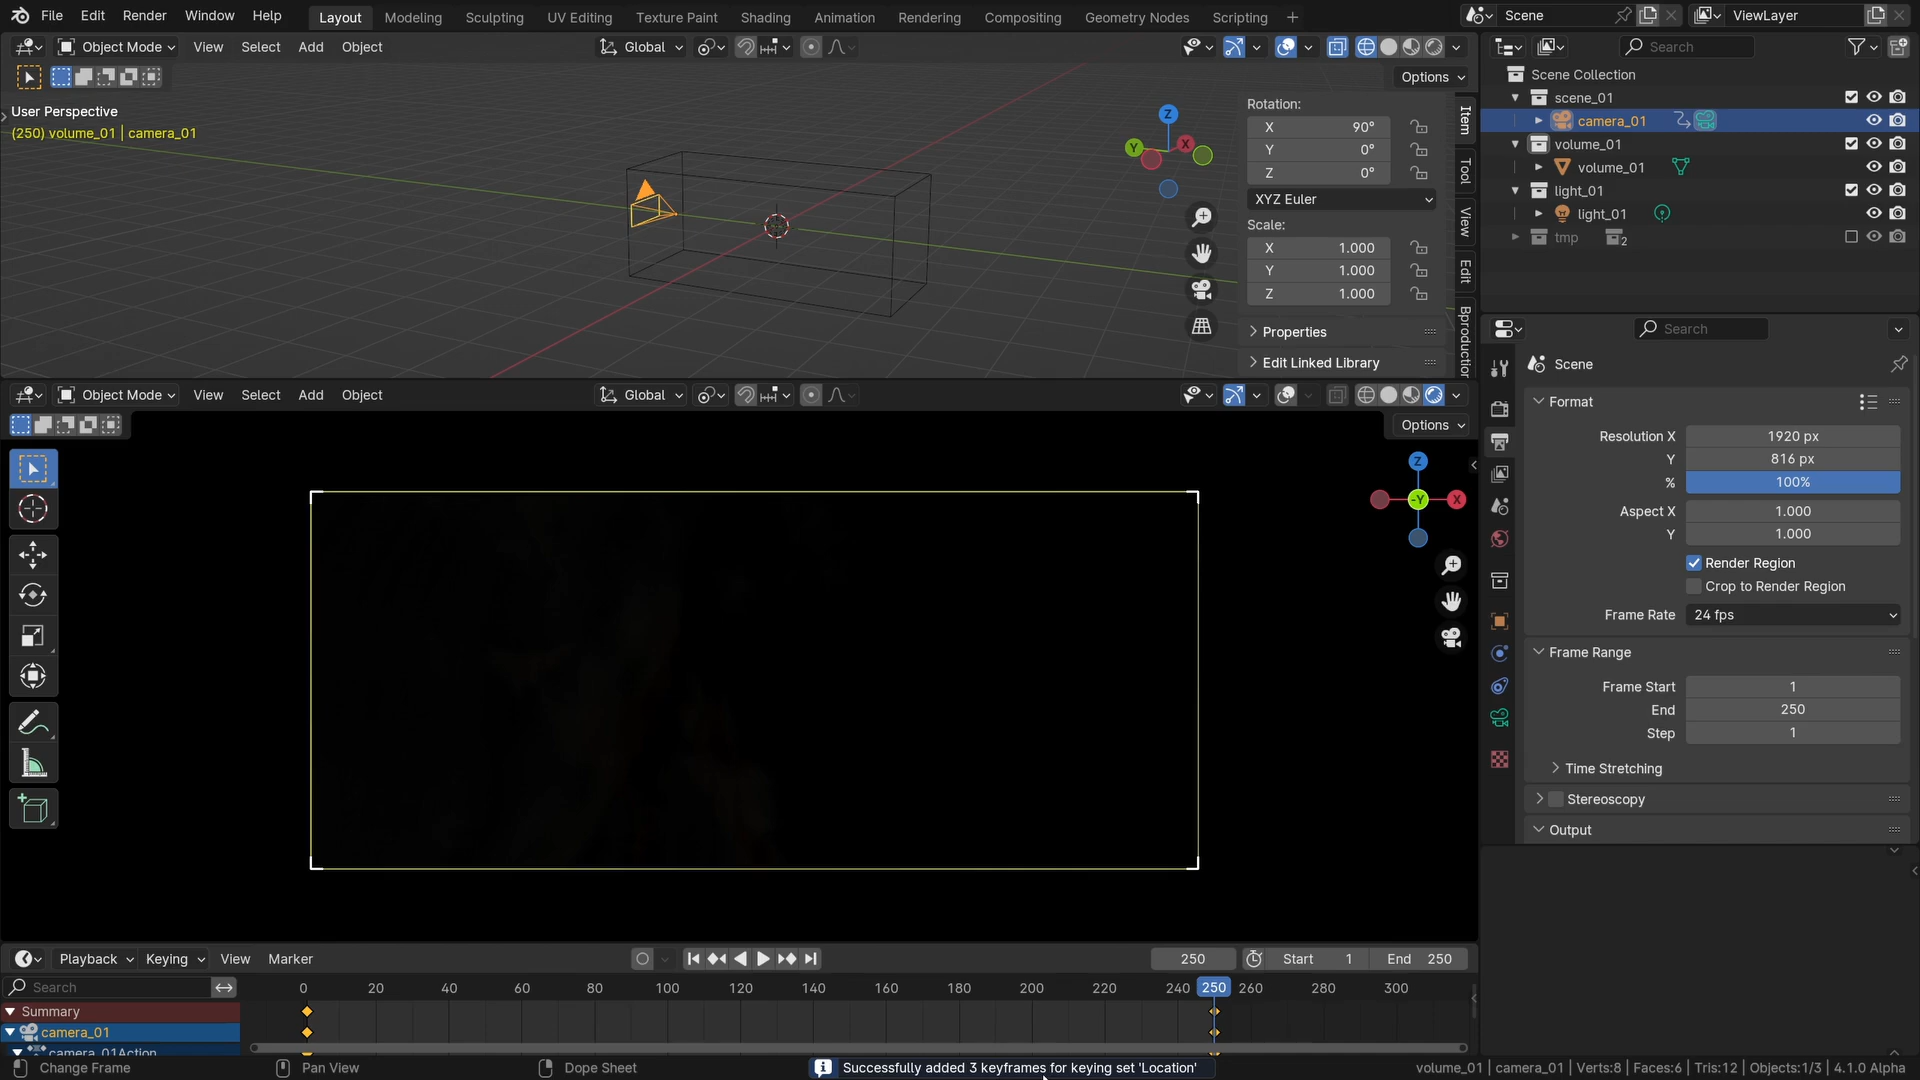 File Edit Render Window Help Layout Modeling Sculpting UV Editing Texture Paint Shading Animation Rendering Compositing Geometry Nodes Scripting + Scene ViewLayer
Object Mode View Select Add Object Global Search
Options
User Perspective
(250) volume_01 | camera_01
Z
Y
X
Rotation:
X 90°
Y 0°
Z 0°
XYZ Euler
Scale:
X 1.000
Y 1.000
Z 1.000
Properties
Edit Linked Library
Item
Tool
View
Edit
Bproduction
Scene Collection
scene_01
camera_01
volume_01
volume_01
light_01
light_01
tmp 2
Search
Scene
Format
Resolution X 1920 px
Y 816 px
% 100%
Aspect X 1.000
Y 1.000
Render Region
Crop to Render Region
Frame Rate 24 fps
Frame Range
Frame Start 1
End 250
Step 1
Time Stretching
Stereoscopy
Output
Object Mode View Select Add Object Global
Options
Z
-Y X
Playback Keying View Marker 250 Start 1 End 250
Search 0 20 40 60 80 100 120 140 160 180 200 220 240 250 260 280 300
Summary
camera_01
camera_01Action
Change Frame Pan View Dope Sheet Successfully added 3 keyframes for keying set 'Location' volume_01 | camera_01 | Verts:8 | Faces:6 | Tris:12 | Objects:1/3 | 4.1.0 Alpha